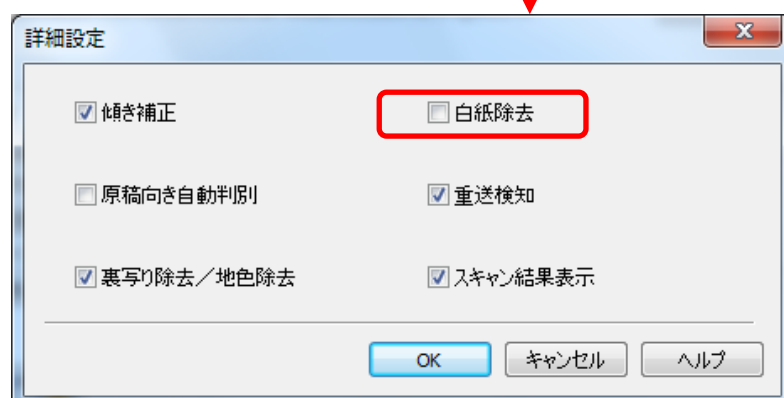 詳細設定
傾き補正 白紙除去
原稿向き自動判別 重送検知
裏写り除去／地色除去 スキャン結果表示
OK キャンセル ヘルプ